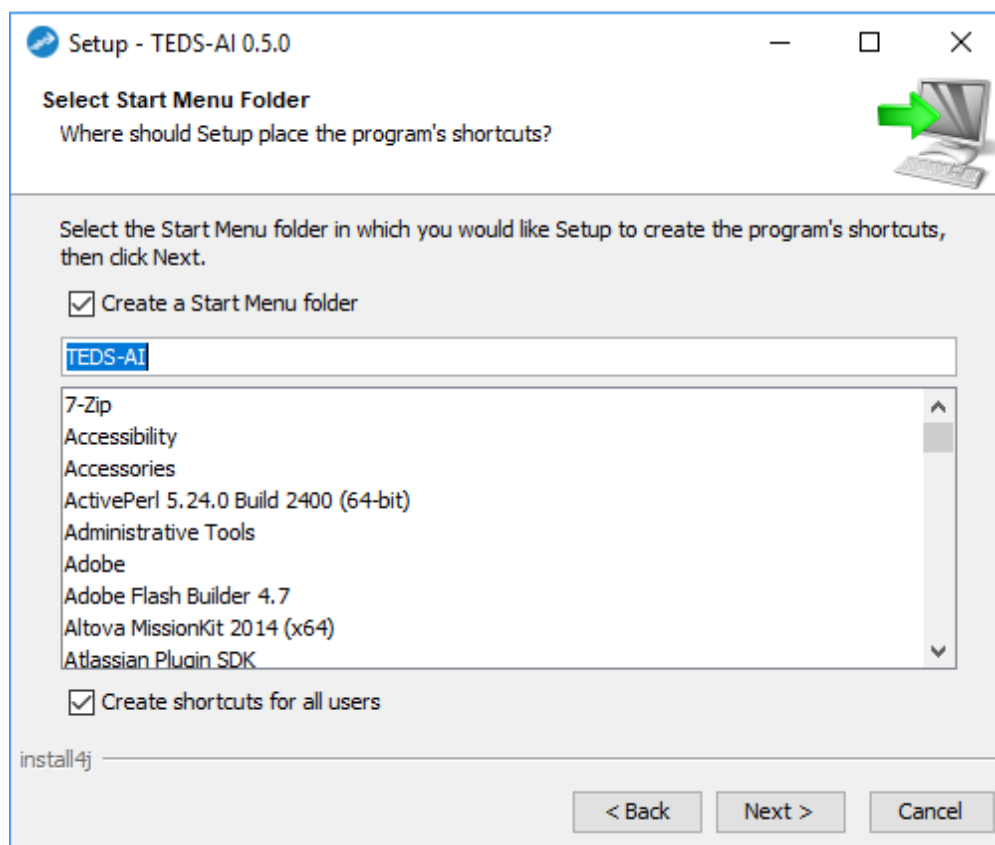 Setup - TEDS-AI 0.5.0
Select Start Menu Folder
Where should Setup place the program's shortcuts?
Select the Start Menu folder in which you would like Setup to create the program's shortcuts,
then click Next.
Create a Start Menu folder
TEDS-AI
7-Zip
Accessibility
Accessories
ActivePerl 5.24.0 Build 2400 (64-bit)
Administrative Tools
Adobe
Adobe Flash Builder 4.7
Altova MissionKit 2014 (x64)
Atlassian Plugin SDK
Create shortcuts for all users
install4j
< Back Next > Cancel